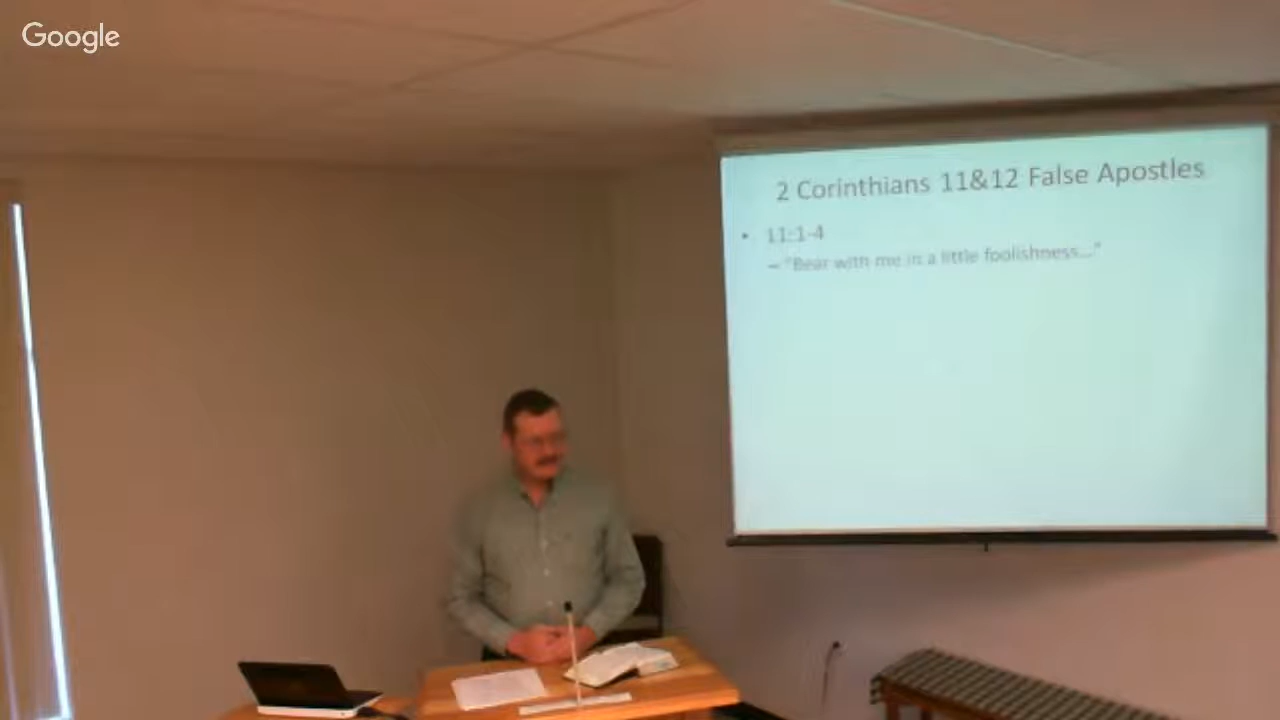 Google
2 Corinthians 11&12 False Apostles
• 11:1-4
– "Bear with me in a little foolishness..."